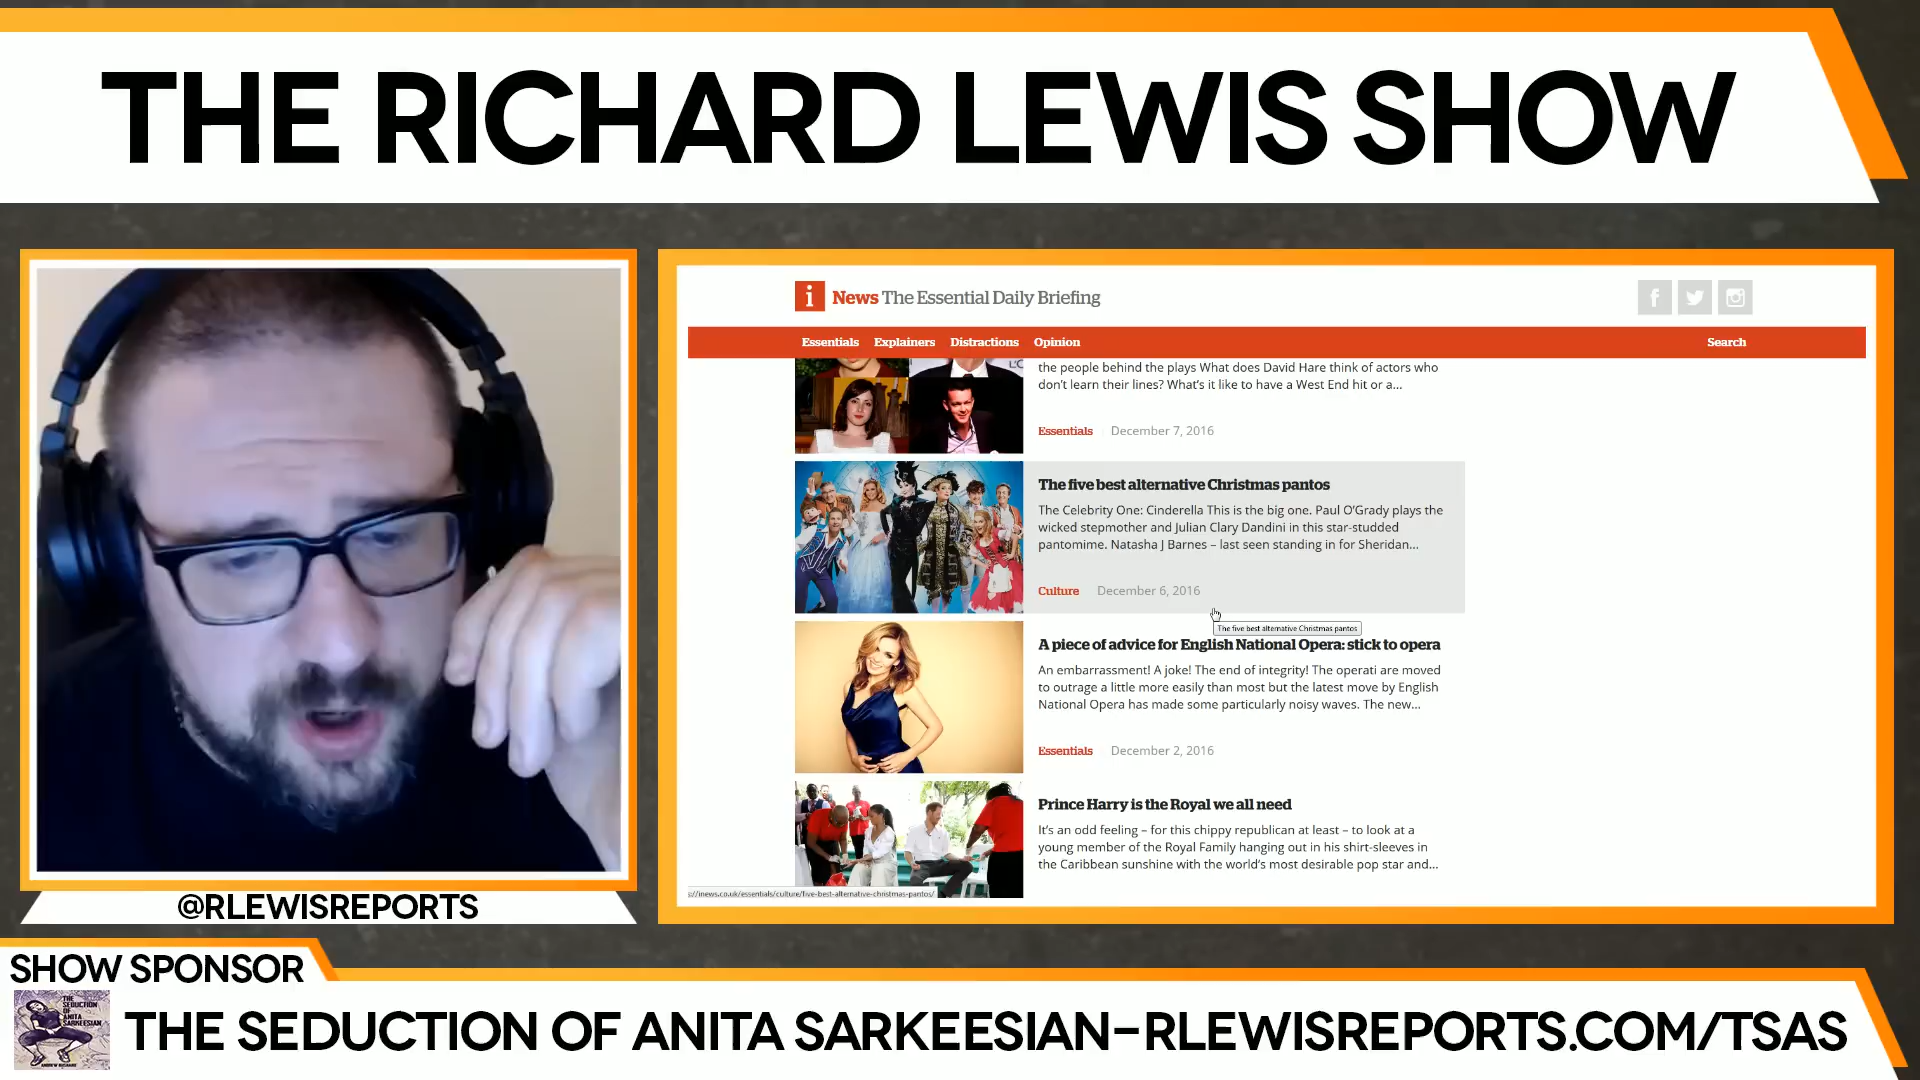 THE RICHARD LEWIS SHOW
i News The Essential Daily Briefing
Essentials Explainers Distractions Opinion Search
the people behind the plays What does David Hare think of actors who
don't learn their lines? What's it like to have a West End hit or a...
Essentials December 7, 2016
The five best alternative Christmas pantos
The Celebrity One: Cinderella This is the big one. Paul O'Grady plays the
wicked stepmother and Julian Clary Dandini in this star-studded
pantomime. Natasha J Barnes – last seen standing in for Sheridan...
Culture December 6, 2016
The five best alternative Christmas pantos
A piece of advice for English National Opera: stick to opera
An embarrassment! A joke! The end of integrity! The operati are moved
to outrage a little more easily than most but the latest move by English
National Opera has made some particularly noisy waves. The new...
Essentials December 2, 2016
Prince Harry is the Royal we all need
It's an odd feeling – for this chippy republican at least – to look at a
young member of the Royal Family hanging out in his shirt-sleeves in
the Caribbean sunshine with the world's most desirable pop star and...
s://inews.co.uk/essentials/culture/five-best-alternative-christmas-pantos/
@RLEWISREPORTS
SHOW SPONSOR
THE
SEDUCTION
OF
ANITA
SARKEESIAN
THE SEDUCTION OF ANITA SARKEESIAN–RLEWISREPORTS.COM/TSAS